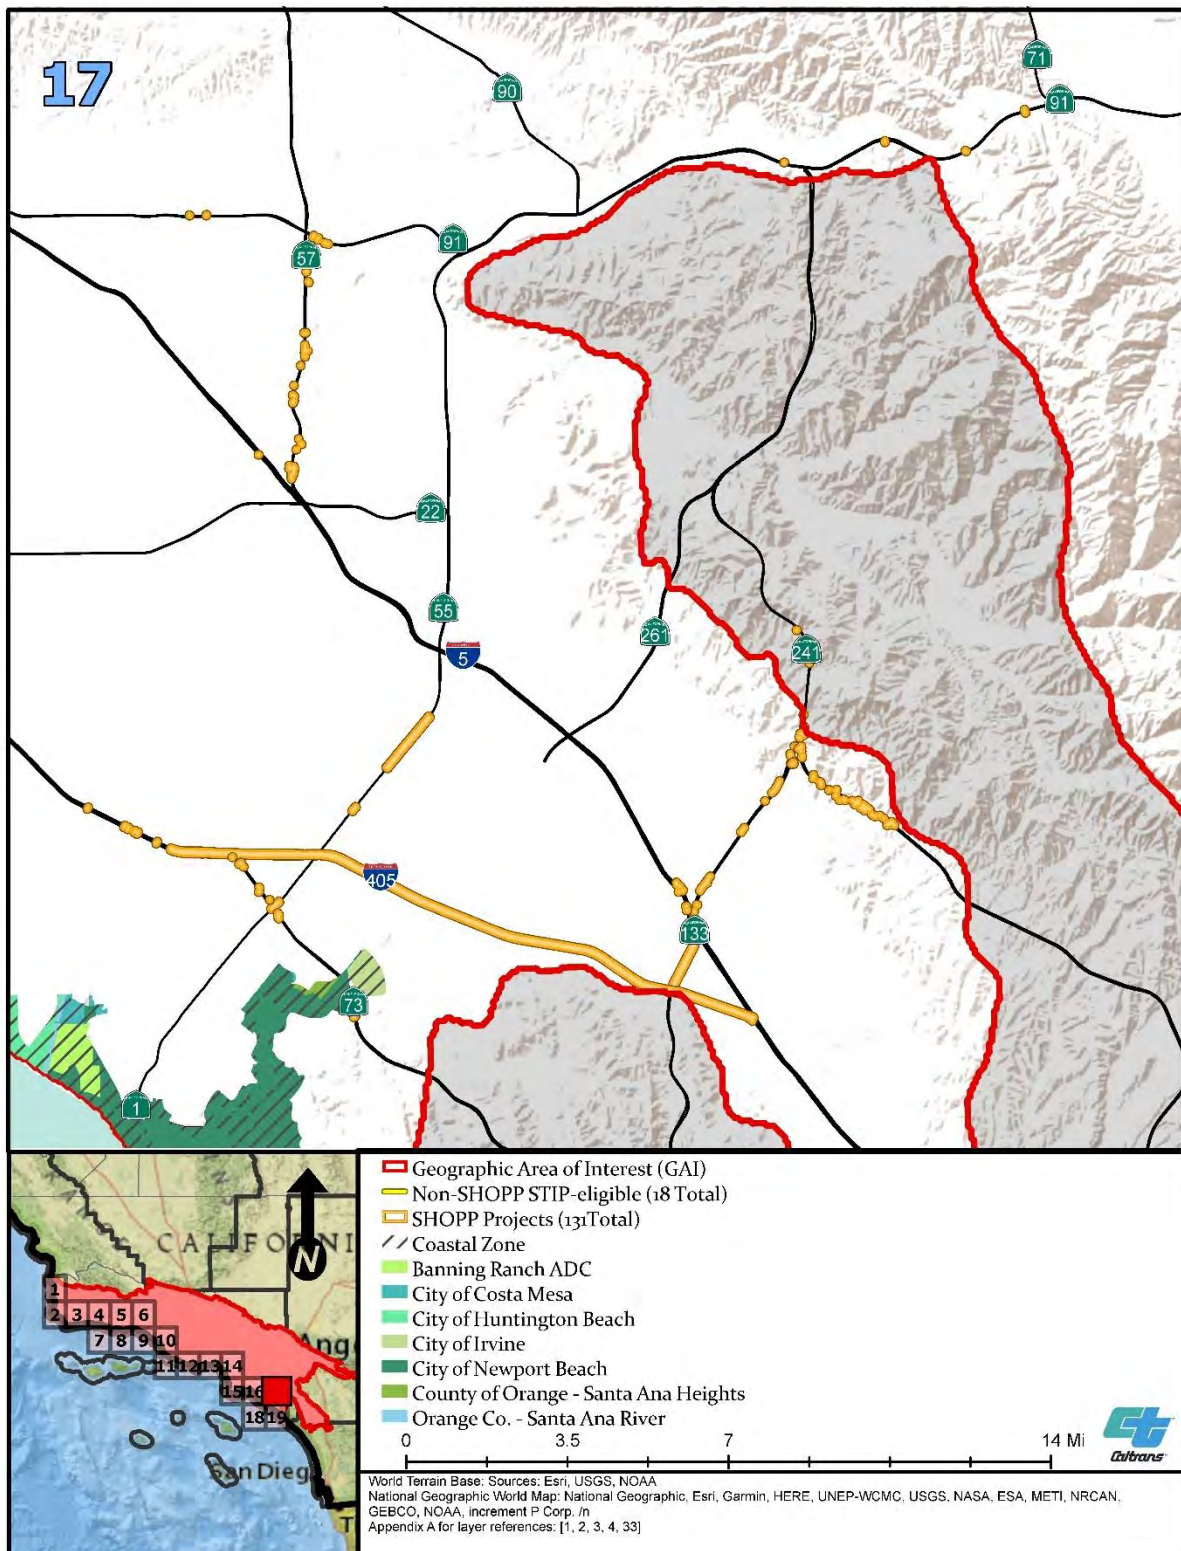 17
90
71
91
57
91
22
55
5
261
241
405
133
73
1
Geographic Area of Interest (GAI)
Non-SHOPP STIP-eligible (18 Total)
SHOPP Projects (131Total)
Coastal Zone
Banning Ranch ADC
City of Costa Mesa
City of Huntington Beach
City of Irvine
City of Newport Beach
County of Orange - Santa Ana Heights
Orange Co. - Santa Ana River
0 3.5 7 14 Mi
Caltrans
World Terrain Base: Sources: Esri, USGS, NOAA
National Geographic World Map: National Geographic, Esri, Garmin, HERE, UNEP-WCMC, USGS, NASA, ESA, METI, NRCAN,
GEBCO, NOAA, increment P Corp. /n
Appendix A for layer references: [1, 2, 3, 4, 33]
CALIFORNI
N
1
2 3 4 5 6
7 8 9 10
11 12 13 14
Ang
15 16
18 19
San Dieg
T